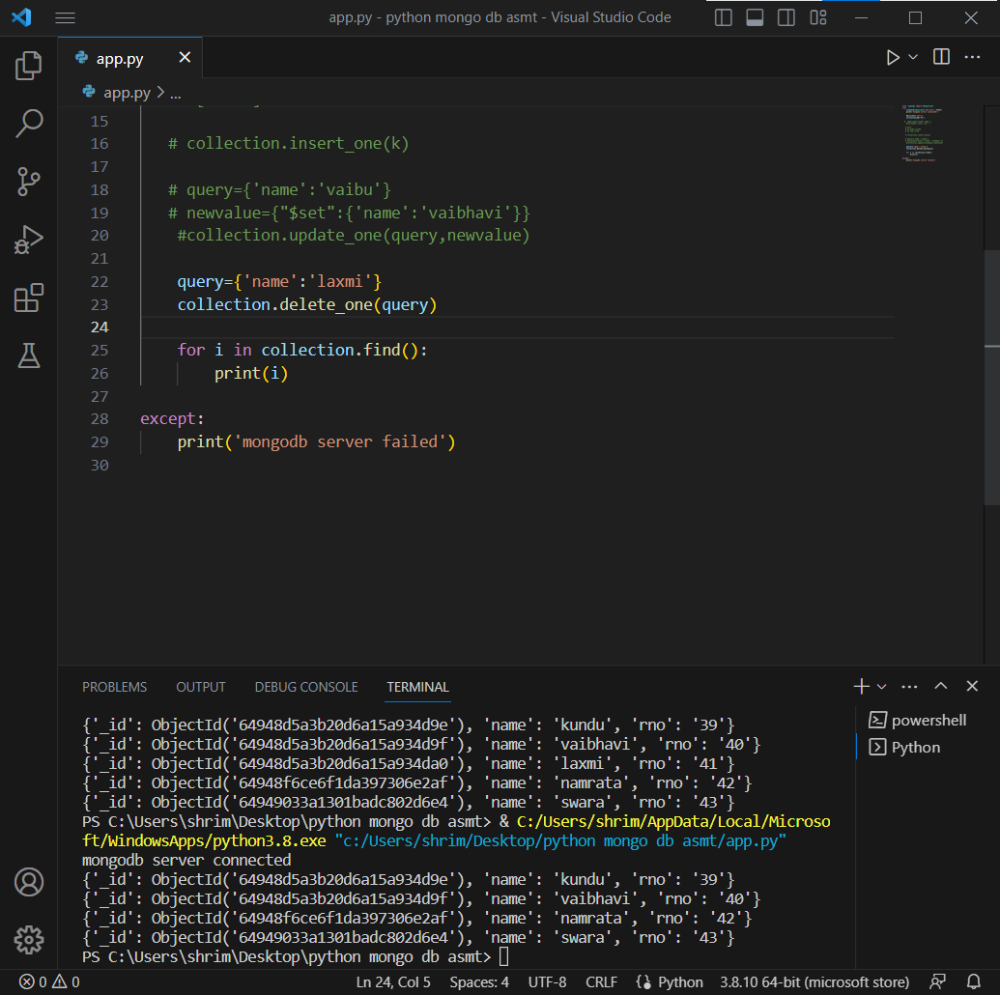 app.py - python mongo db asmt - Visual Studio Code
app.py
app.py > ...
15
16 # collection.insert_one(k)
17
18 # query={'name':'vaibu'}
19 # newvalue={"$set":{'name':'vaibhavi'}}
20 #collection.update_one(query,newvalue)
21
22 query={'name':'laxmi'}
23 collection.delete_one(query)
24
25 for i in collection.find():
26 print(i)
27
28 except:
29 print('mongodb server failed')
30
PROBLEMS OUTPUT DEBUG CONSOLE TERMINAL
powershell
Python
{'_id': ObjectId('64948d5a3b20d6a15a934d9e'), 'name': 'kundu', 'rno': '39'}
{'_id': ObjectId('64948d5a3b20d6a15a934d9f'), 'name': 'vaibhavi', 'rno': '40'}
{'_id': ObjectId('64948d5a3b20d6a15a934da0'), 'name': 'laxmi', 'rno': '41'}
{'_id': ObjectId('64948f6ce6f1da397306e2af'), 'name': 'namrata', 'rno': '42'}
{'_id': ObjectId('64949033a1301badc802d6e4'), 'name': 'swara', 'rno': '43'}
PS C:\Users\shrim\Desktop\python mongo db asmt> & C:/Users/shrim/AppData/Local/Microso
ft/WindowsApps/python3.8.exe "c:/Users/shrim/Desktop/python mongo db asmt/app.py"
mongodb server connected
{'_id': ObjectId('64948d5a3b20d6a15a934d9e'), 'name': 'kundu', 'rno': '39'}
{'_id': ObjectId('64948d5a3b20d6a15a934d9f'), 'name': 'vaibhavi', 'rno': '40'}
{'_id': ObjectId('64948f6ce6f1da397306e2af'), 'name': 'namrata', 'rno': '42'}
{'_id': ObjectId('64949033a1301badc802d6e4'), 'name': 'swara', 'rno': '43'}
PS C:\Users\shrim\Desktop\python mongo db asmt>
0 0 Ln 24, Col 5 Spaces: 4 UTF-8 CRLF Python 3.8.10 64-bit (microsoft store)